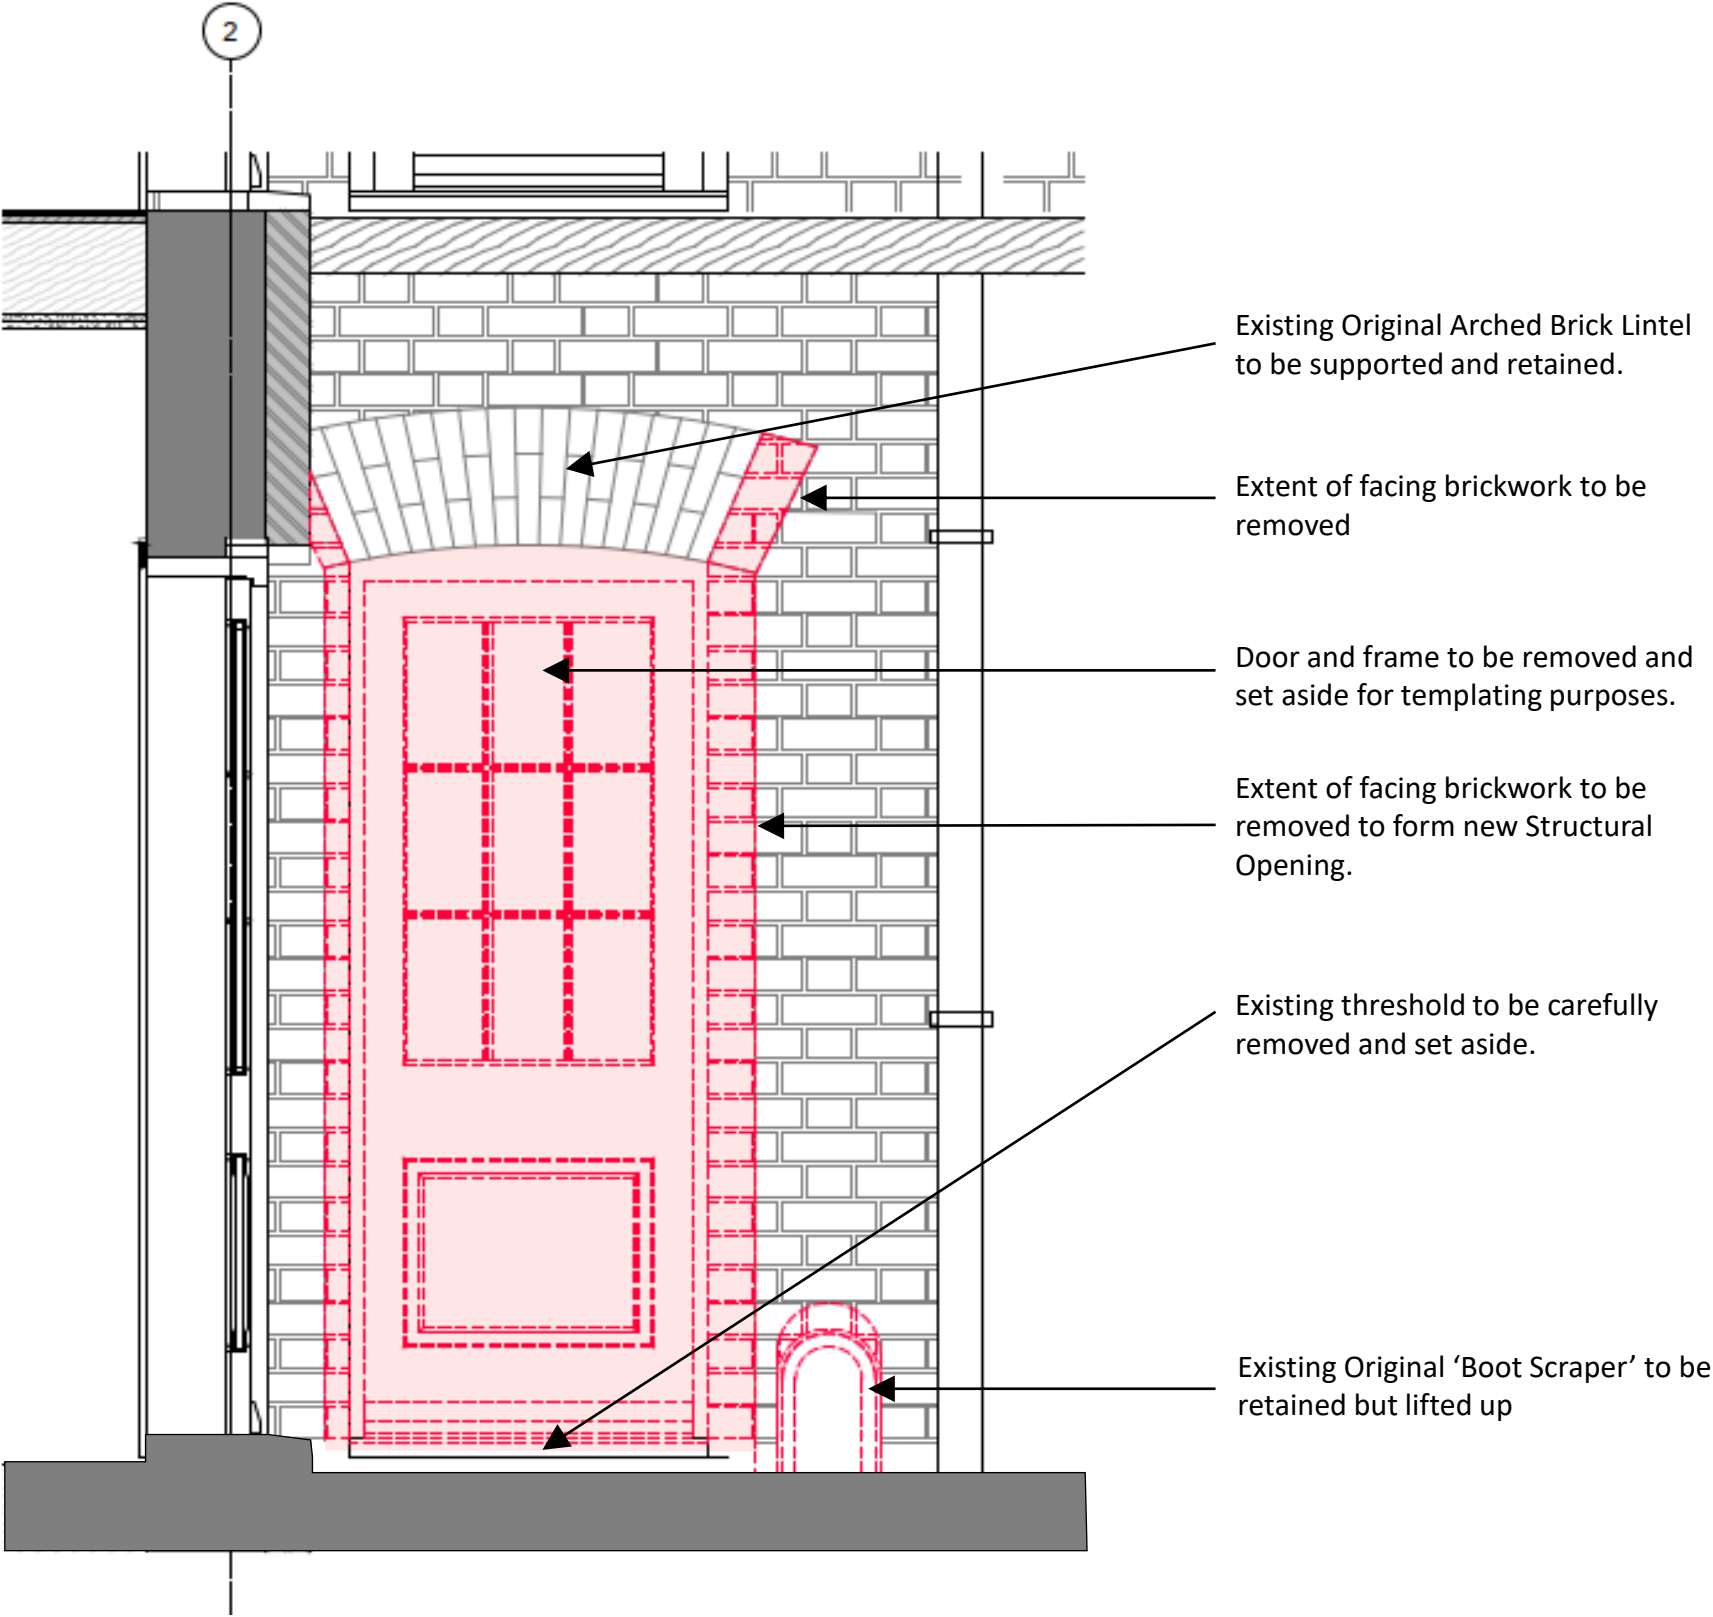 2
Existing Original Arched Brick Lintel
to be supported and retained.
Extent of facing brickwork to be
removed
Door and frame to be removed and
set aside for templating purposes.
Extent of facing brickwork to be
removed to form new Structural
Opening.
Existing threshold to be carefully
removed and set aside.
Existing Original ‘Boot Scraper’ to be
retained but lifted up